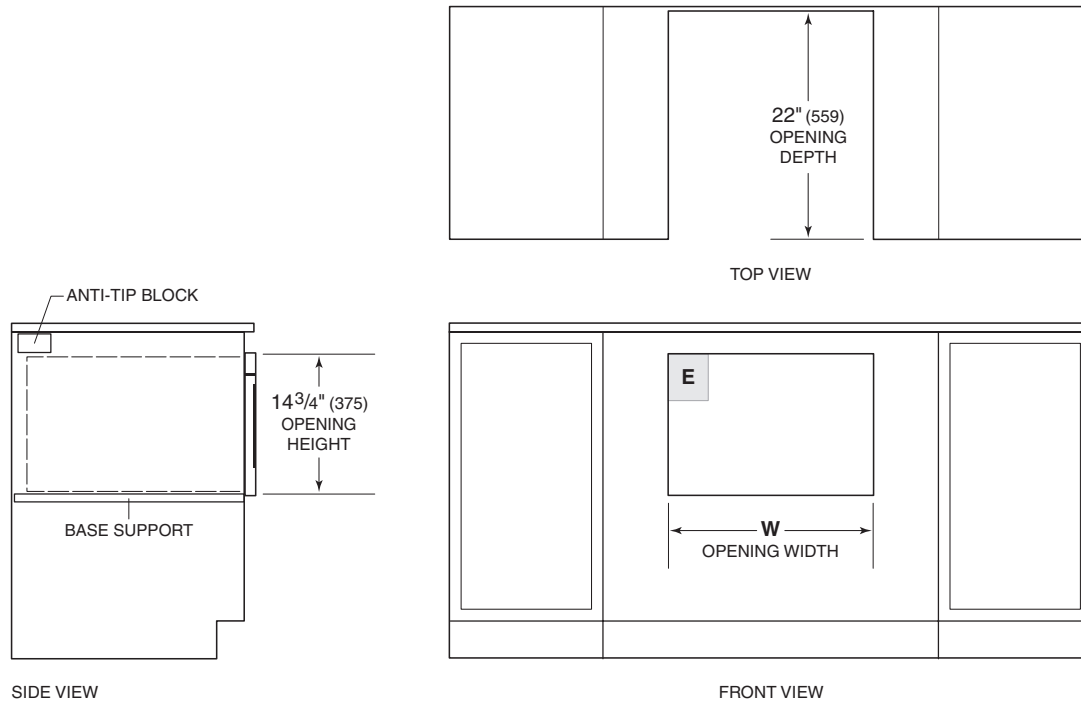 22" (559)
OPENING
DEPTH
TOP VIEW
ANTI-TIP BLOCK
14 3/4" (375)
OPENING
HEIGHT
BASE SUPPORT
SIDE VIEW
E
W
OPENING WIDTH
FRONT VIEW